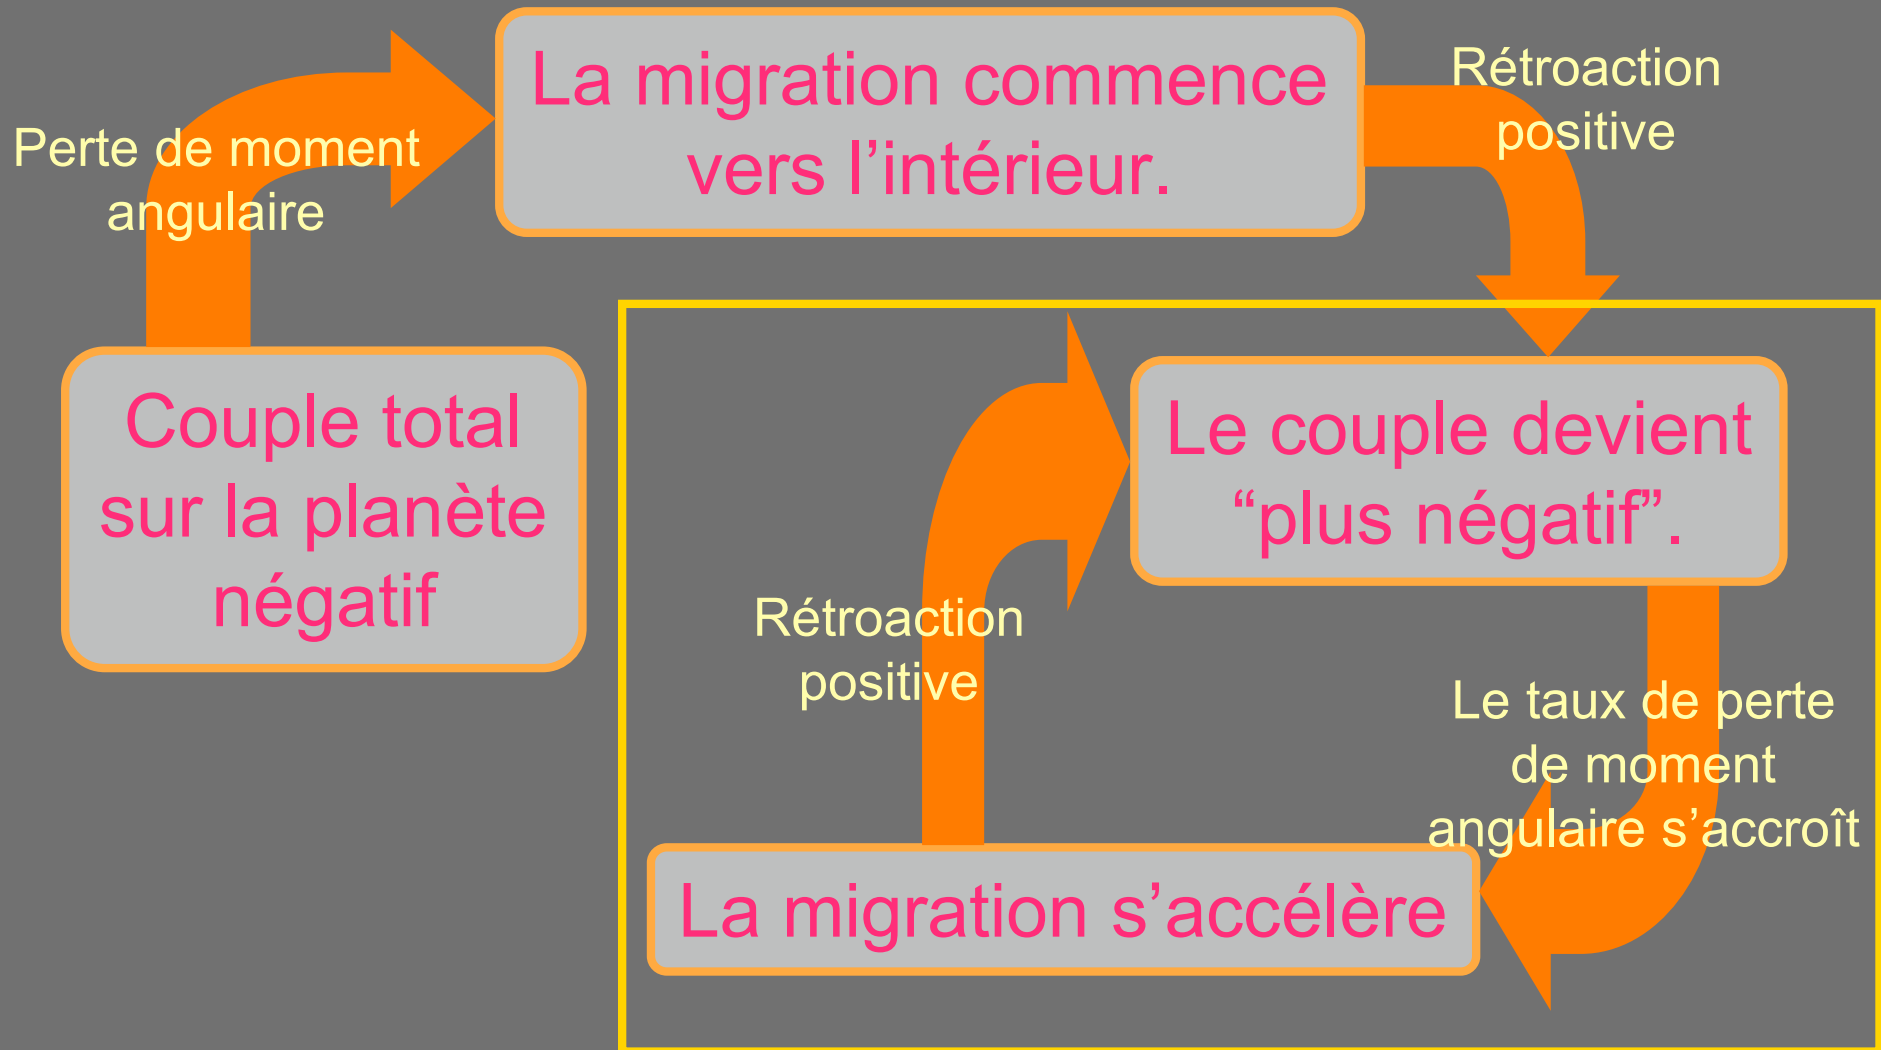 Perte de moment
angulaire
La migration commence
vers l’intérieur.
Rétroaction
positive
Couple total
sur la planète
négatif
Le couple devient
“plus négatif”.
Rétroaction
positive
Le taux de perte
de moment
angulaire s’accroît
La migration s’accélère